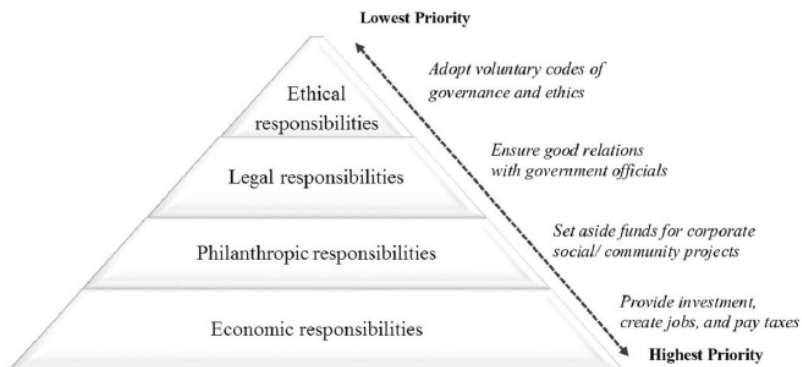 Lowest Priority
Ethical
responsibilities
Adopt voluntary codes of
governance and ethics
Legal responsibilities
Ensure good relations
with government officials
Philanthropic responsibilities
Set aside funds for corporate
social/ community projects
Economic responsibilities
Provide investment,
create jobs, and pay taxes
Highest Priority